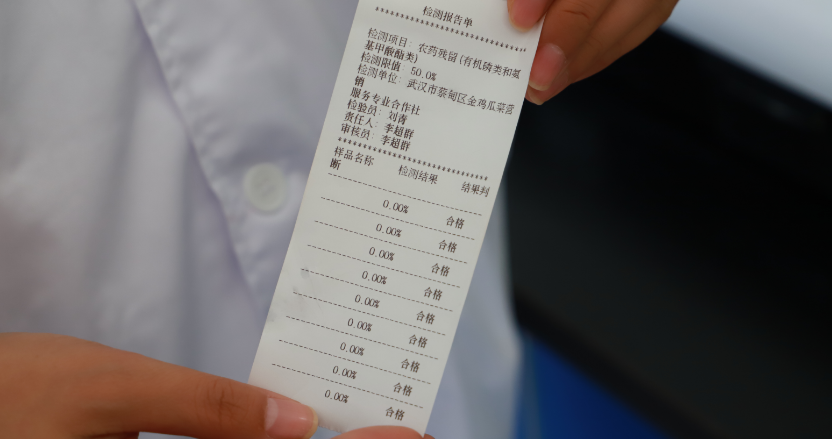 检测报告单
********************************
检测项目: 农药残留(有机磷类和氨
基甲酸酯类)
检测限值: 50.0%
检测单位: 武汉市蔡甸区金鸡瓜菜营
销
服务专业合作社
检验员: 刘青
责任人: 李超群
审核员: 李超群
********************************
样品名称 检测结果 结果判
断
--------------------------------
0.00% 合格
--------------------------------
0.00% 合格
--------------------------------
0.00% 合格
--------------------------------
0.00% 合格
--------------------------------
0.00% 合格
--------------------------------
0.00% 合格
--------------------------------
0.00% 合格
--------------------------------
0.00% 合格
--------------------------------
0.00% 合格